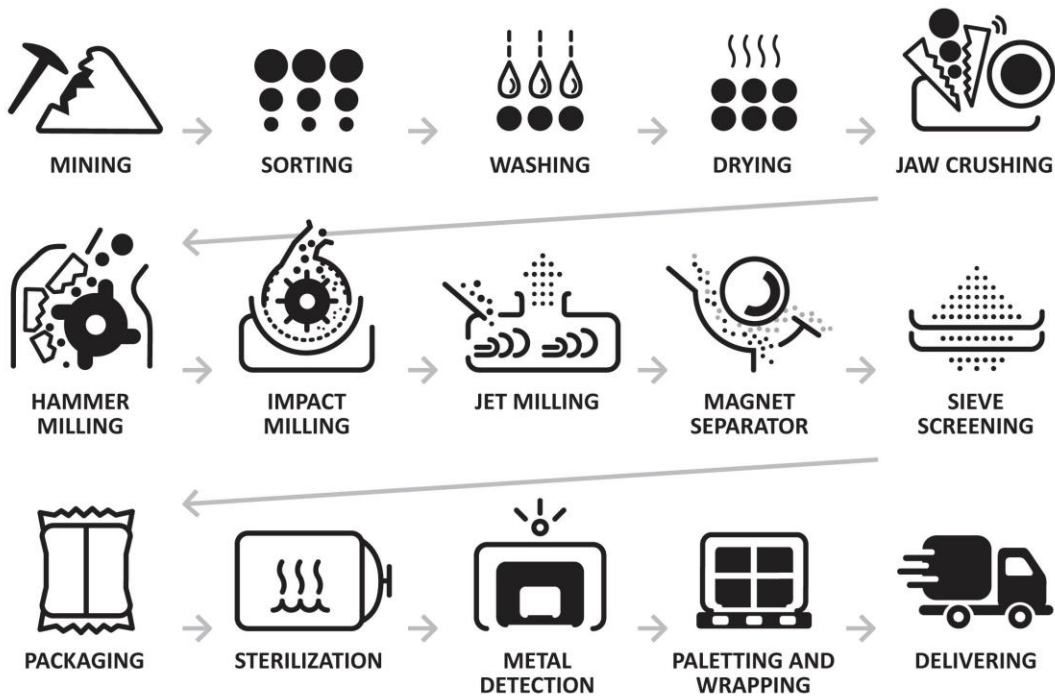 MINING
SORTING
WASHING
DRYING
JAW CRUSHING
HAMMER
MILLING
IMPACT
MILLING
JET MILLING
MAGNET
SEPARATOR
SIEVE
SCREENING
PACKAGING
STERILIZATION
METAL
DETECTION
PALETTING AND
WRAPPING
DELIVERING